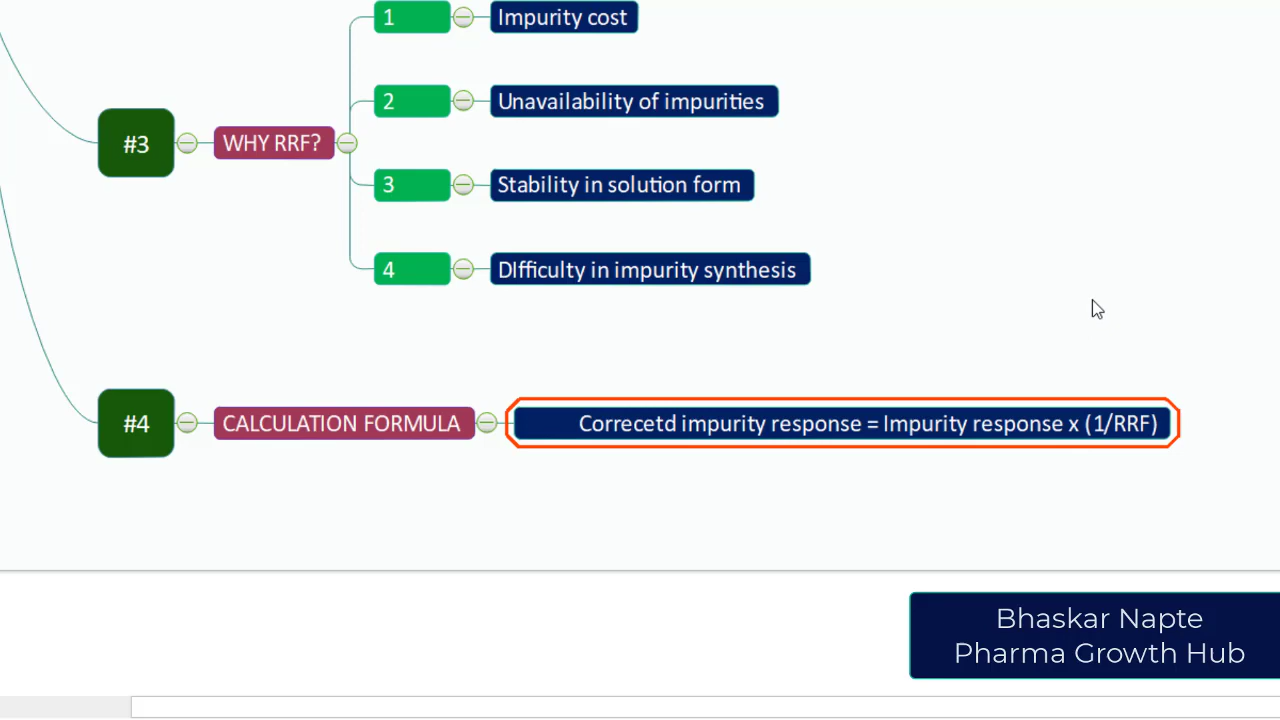 1 Impurity cost
2 Unavailability of impurities
#3 WHY RRF?
3 Stability in solution form
4 DIfficulty in impurity synthesis
#4 CALCULATION FORMULA Correcetd impurity response = Impurity response x (1/RRF)
Bhaskar Napte
Pharma Growth Hub